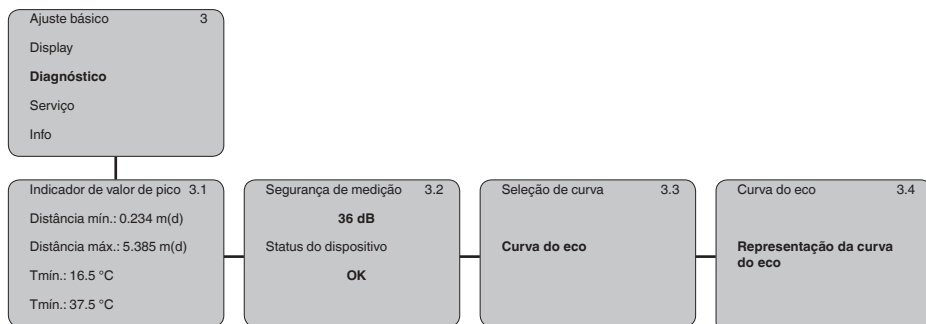 Ajuste básico 3
Display
Diagnóstico
Serviço
Info
Indicador de valor de pico 3.1
Distância mín.: 0.234 m(d)
Distância máx.: 5.385 m(d)
Tmín.: 16.5 °C
Tmín.: 37.5 °C
Segurança de medição 3.2
36 dB
Status do dispositivo
OK
Seleção de curva 3.3
Curva do eco
Curva do eco 3.4
Representação da curva
do eco